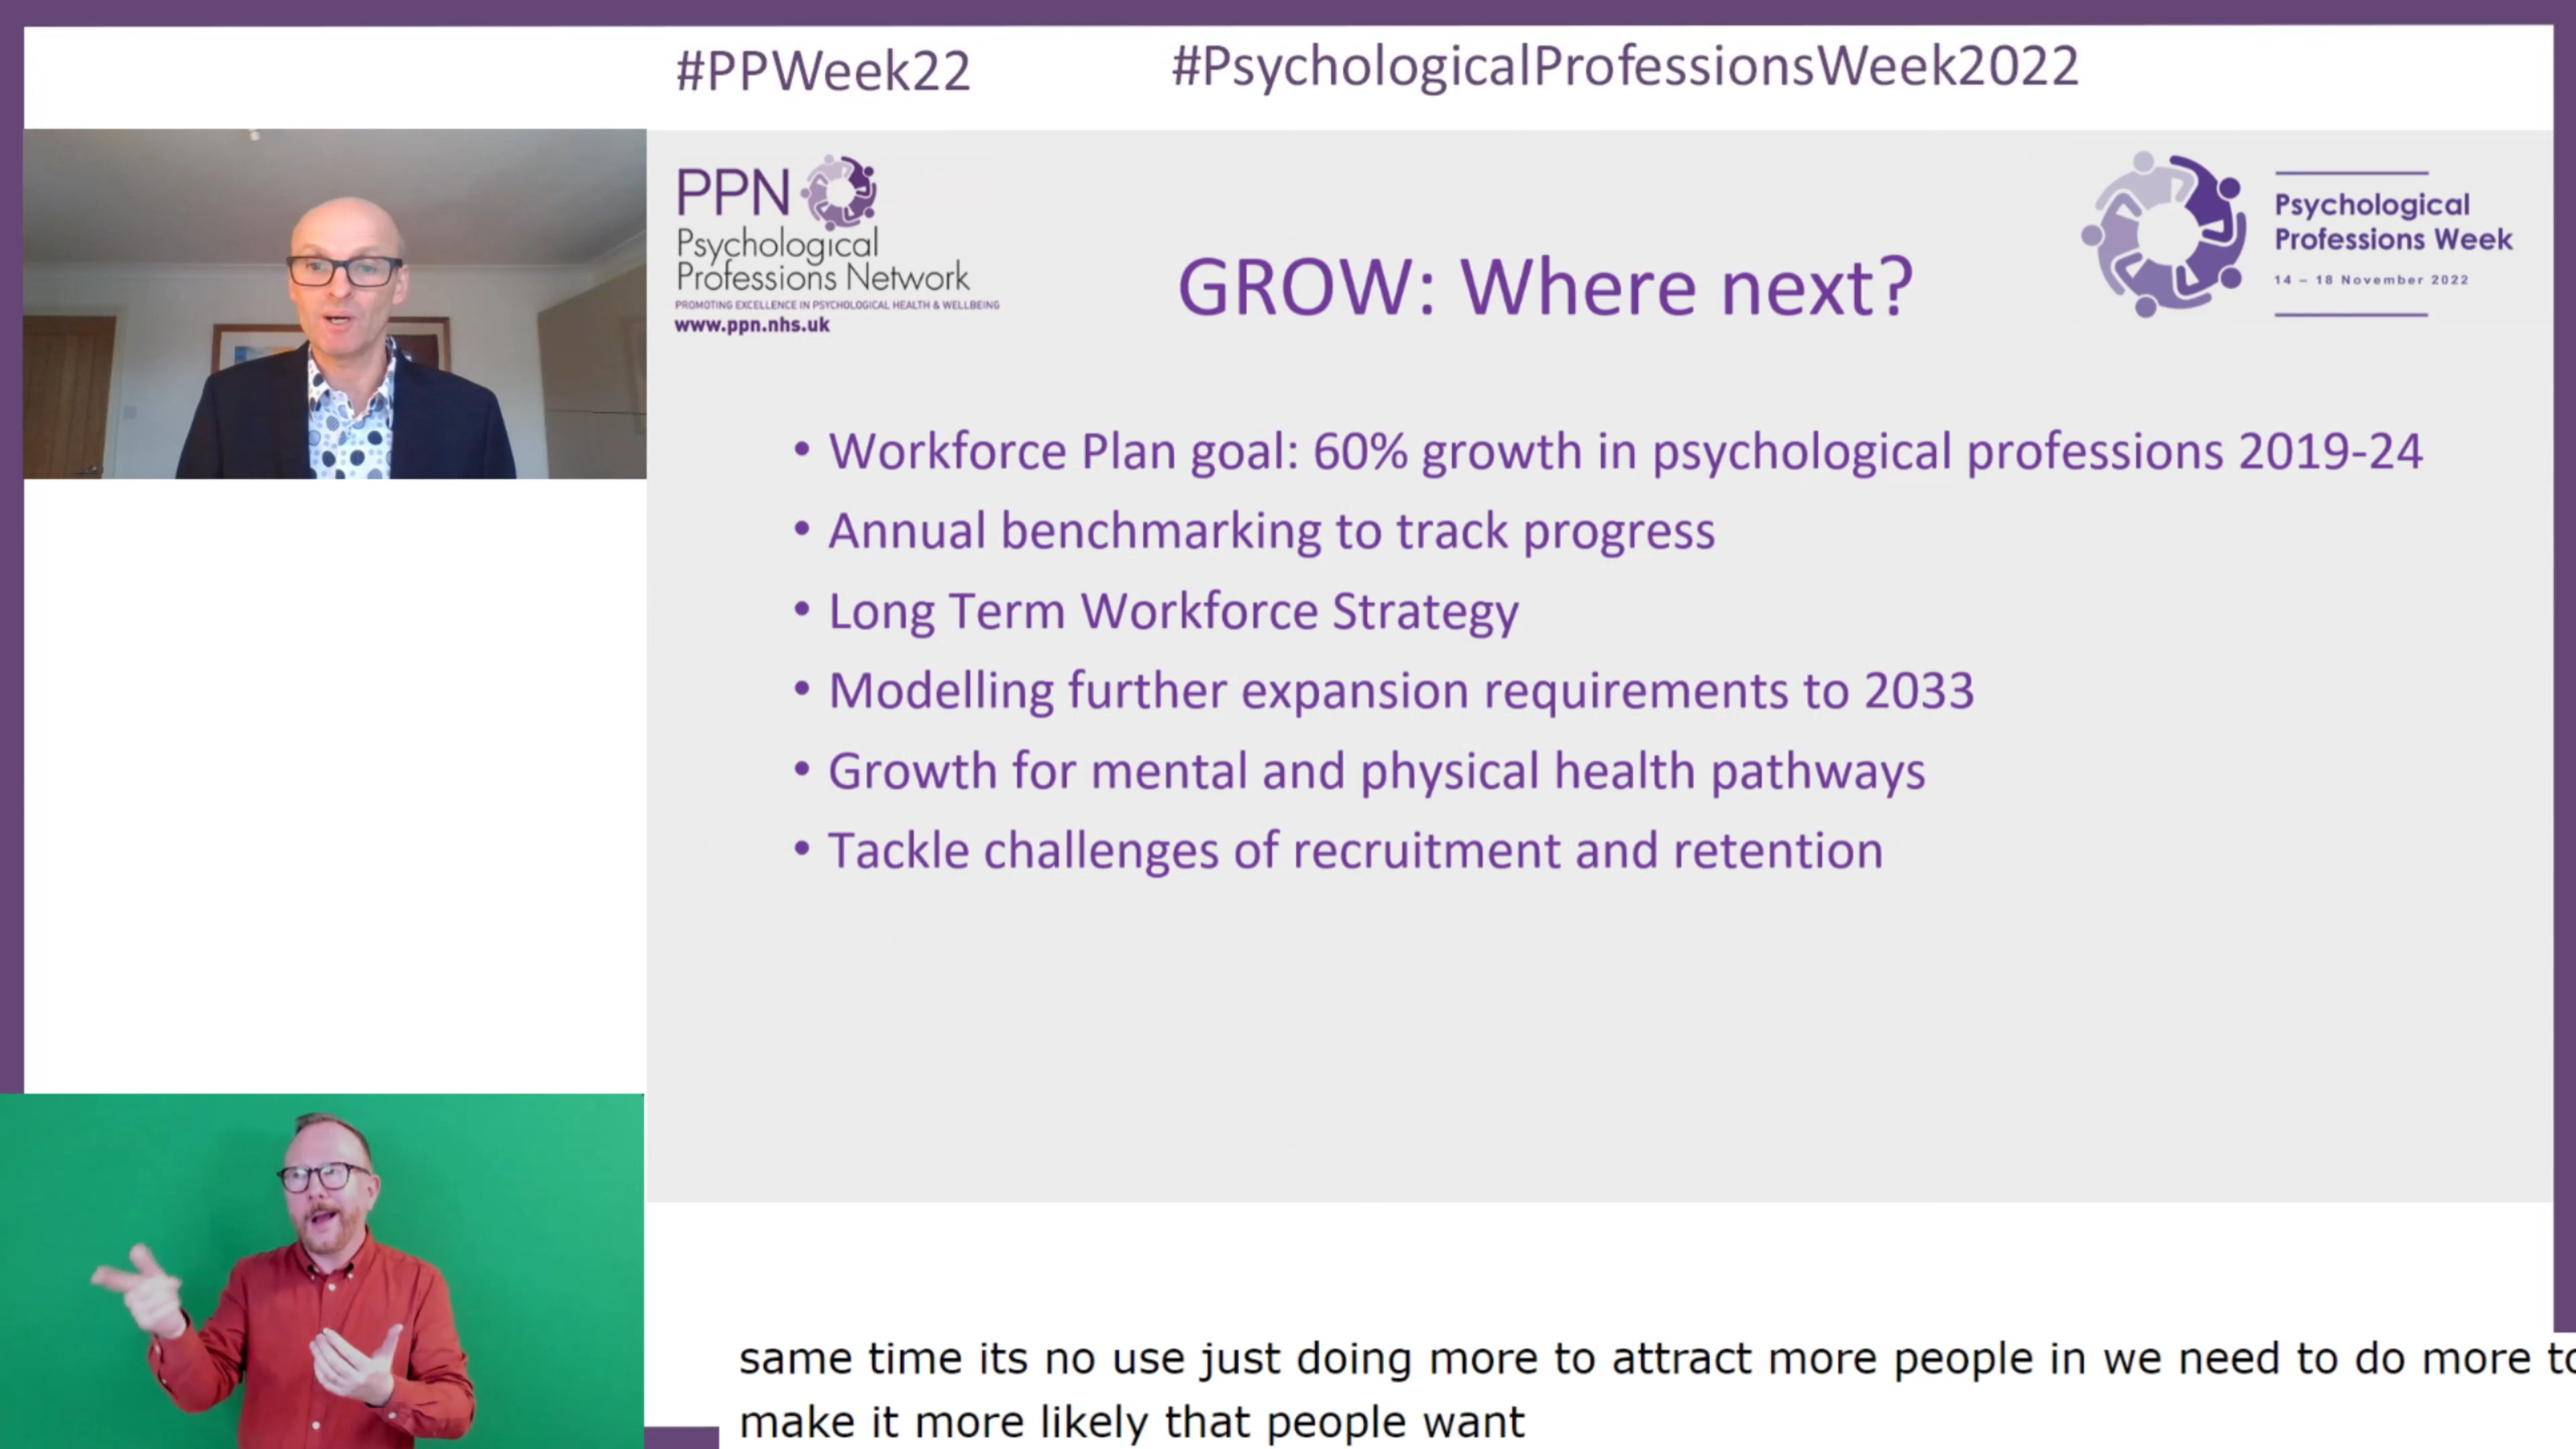 #PPWeek22
#PsychologicalProfessionsWeek2022
PPN
Psychological
Professions Network
PROMOTING EXCELLENCE IN PSYCHOLOGICAL HEALTH & WELLBEING
www.ppn.nhs.uk
GROW: Where next?
Psychological
Professions Week
14 – 18 November 2022
• Workforce Plan goal: 60% growth in psychological professions 2019-24
• Annual benchmarking to track progress
• Long Term Workforce Strategy
• Modelling further expansion requirements to 2033
• Growth for mental and physical health pathways
• Tackle challenges of recruitment and retention
same time its no use just doing more to attract more people in we need to do more to
make it more likely that people want